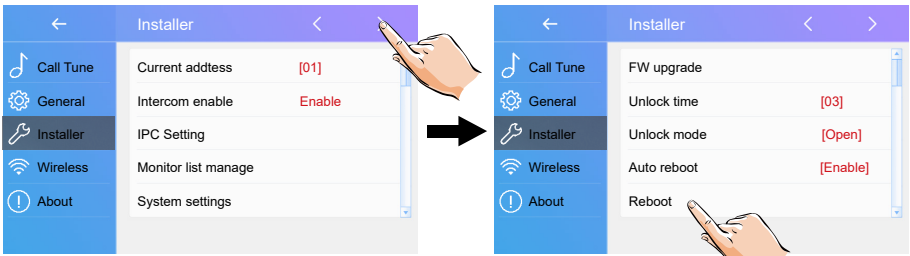 Installer
Call Tune
General
Installer
Wireless
About
Current addtess [01]
Intercom enable Enable
IPC Setting
Monitor list manage
System settings
Installer
Call Tune
General
Installer
Wireless
About
FW upgrade
Unlock time [03]
Unlock mode [Open]
Auto reboot [Enable]
Reboot